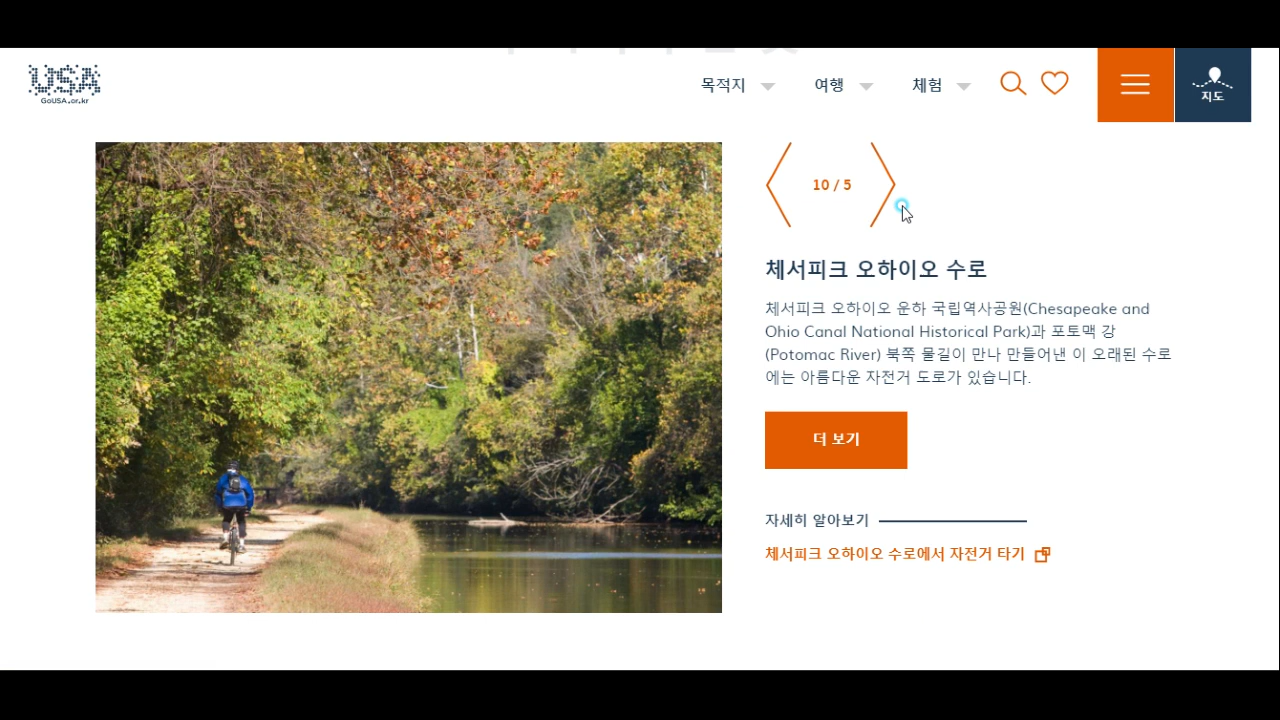 USA
GoUSA.or.kr
목적지
여행
체험
지도
10 / 5
체서피크 오하이오 수로
체서피크 오하이오 운하 국립역사공원(Chesapeake and
Ohio Canal National Historical Park)과 포토맥 강
(Potomac River) 북쪽 물길이 만나 만들어낸 이 오래된 수로
에는 아름다운 자전거 도로가 있습니다.
더 보기
자세히 알아보기
체서피크 오하이오 수로에서 자전거 타기